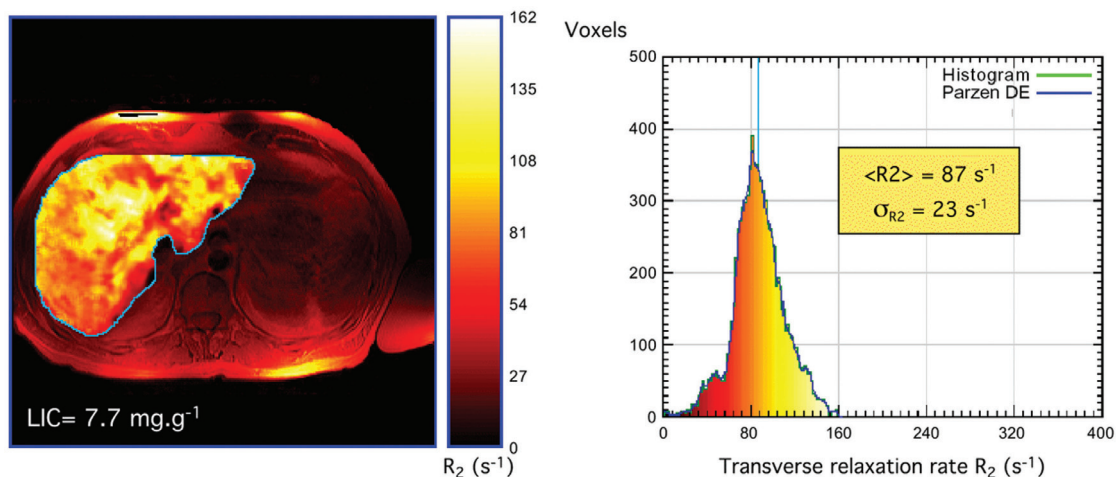 LIC= 7.7 mg.g-1
162
135
108
81
54
27
0
R2 (s-1)
Voxels
500
400
300
200
100
0
Histogram
Parzen DE
<R2> = 87 s-1
σR2 = 23 s-1
0 80 160 240 320 400
Transverse relaxation rate R2 (s-1)